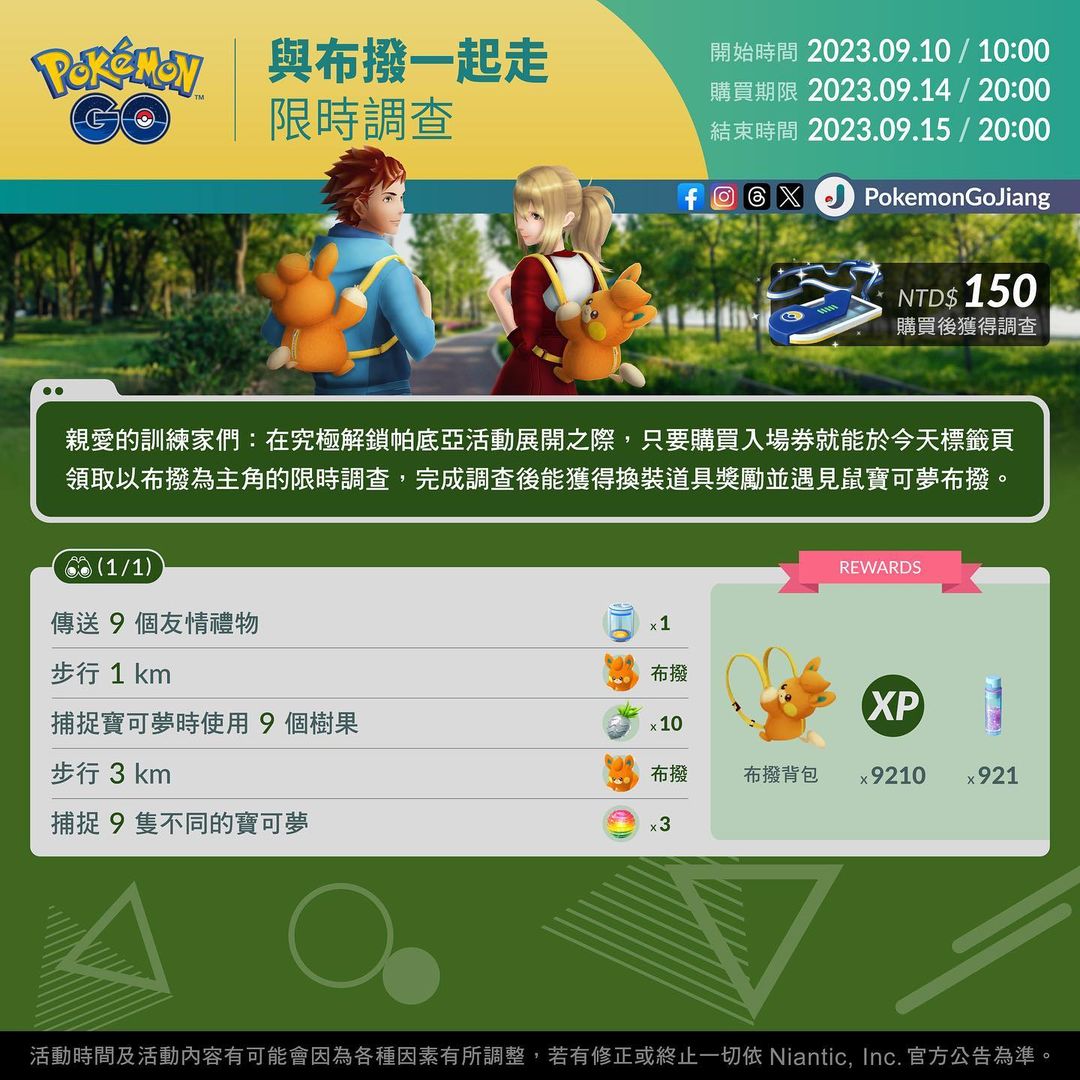 POKÉMON
GO
TM
與布撥一起走
限時調查
開始時間 2023.09.10 / 10:00
購買期限 2023.09.14 / 20:00
結束時間 2023.09.15 / 20:00
PokemonGoJiang
NTD$ 150
購買後獲得調查
親愛的訓練家們：在究極解鎖帕底亞活動展開之際，只要購買入場券就能於今天標籤頁
領取以布撥為主角的限時調查，完成調查後能獲得換裝道具獎勵並遇見鼠寶可夢布撥。
(1/1)
傳送 9 個友情禮物 x1
步行 1 km 布撥
捕捉寶可夢時使用 9 個樹果 x10
步行 3 km 布撥
捕捉 9 隻不同的寶可夢 x3
REWARDS
XP
布撥背包 x9210 x921
活動時間及活動內容有可能會因為各種因素有所調整，若有修正或終止一切依 Niantic, Inc. 官方公告為準。